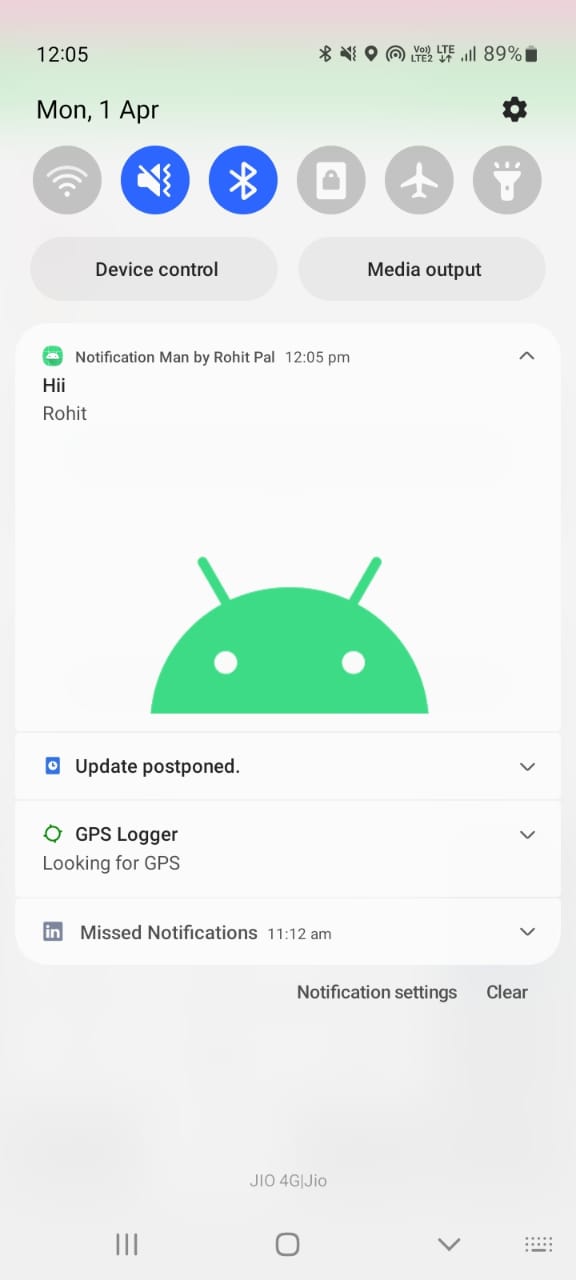 12:05
Vo)) LTE
LTE2
89%
Mon, 1 Apr
Device control
Media output
Notification Man by Rohit Pal 12:05 pm
Hii
Rohit
Update postponed.
GPS Logger
Looking for GPS
in Missed Notifications 11:12 am
Notification settings Clear
JIO 4G|Jio